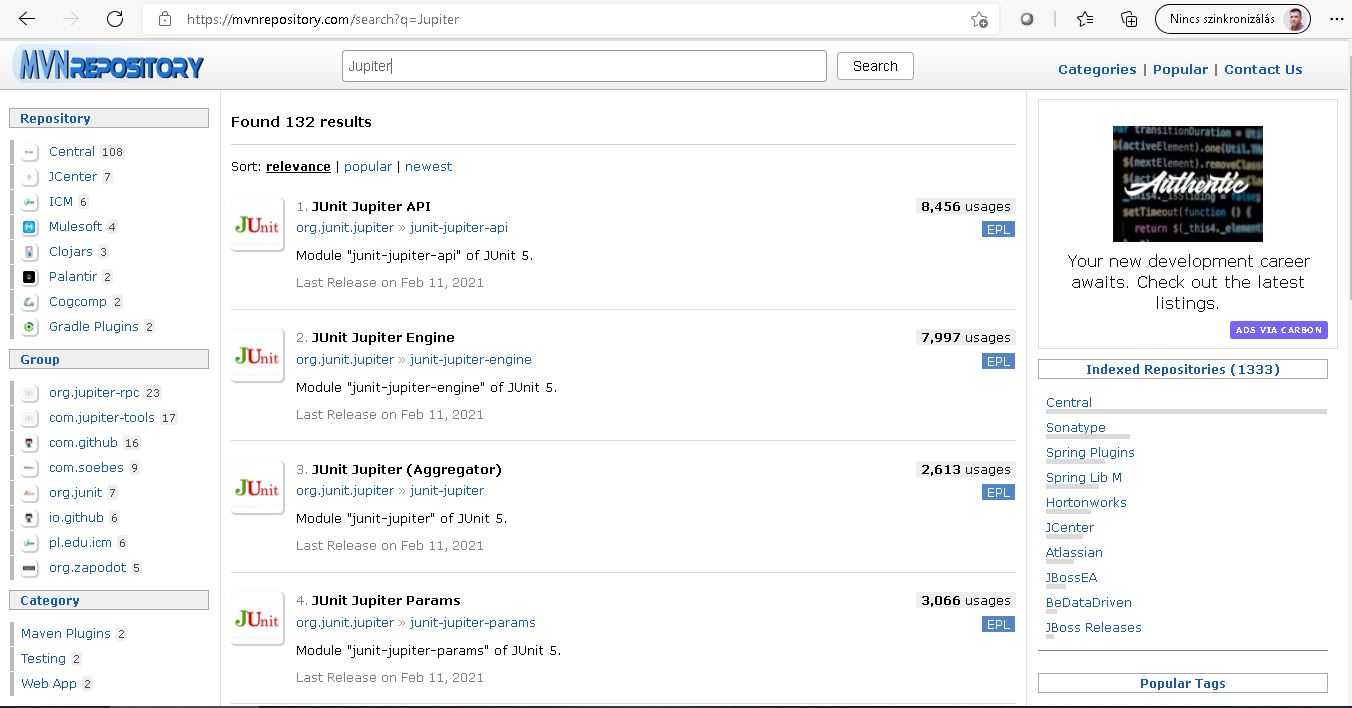 https://mvnrepository.com/search?q=Jupiter
Nincs szinkronizálás
MVNREPOSITORY
Jupiter
Search
Categories | Popular | Contact Us
Repository
Central 108
JCenter 7
ICM 6
Mulesoft 4
Clojars 3
Palantir 2
Cogcomp 2
Gradle Plugins 2
Group
org.jupiter-rpc 23
com.jupiter-tools 17
com.github 16
com.soebes 9
org.junit 7
io.github 6
pl.edu.icm 6
org.zapodot 5
Category
Maven Plugins 2
Testing 2
Web App 2
Found 132 results
Sort: relevance | popular | newest
JUnit
1. JUnit Jupiter API
8,456 usages
org.junit.jupiter » junit-jupiter-api
EPL
Module "junit-jupiter-api" of JUnit 5.
Last Release on Feb 11, 2021
JUnit
2. JUnit Jupiter Engine
7,997 usages
org.junit.jupiter » junit-jupiter-engine
EPL
Module "junit-jupiter-engine" of JUnit 5.
Last Release on Feb 11, 2021
JUnit
3. JUnit Jupiter (Aggregator)
2,613 usages
org.junit.jupiter » junit-jupiter
EPL
Module "junit-jupiter" of JUnit 5.
Last Release on Feb 11, 2021
JUnit
4. JUnit Jupiter Params
3,066 usages
org.junit.jupiter » junit-jupiter-params
EPL
Module "junit-jupiter-params" of JUnit 5.
Last Release on Feb 11, 2021
var transitionDuration = Util.
$(activeElement).one(Util.
$(nextElement).removeClass
Authentic
setTimeout(function () {
return $(_this4._element
Your new development career
awaits. Check out the latest
listings.
ADS VIA CARBON
Indexed Repositories (1333)
Central
Sonatype
Spring Plugins
Spring Lib M
Hortonworks
JCenter
Atlassian
JBossEA
BeDataDriven
JBoss Releases
Popular Tags